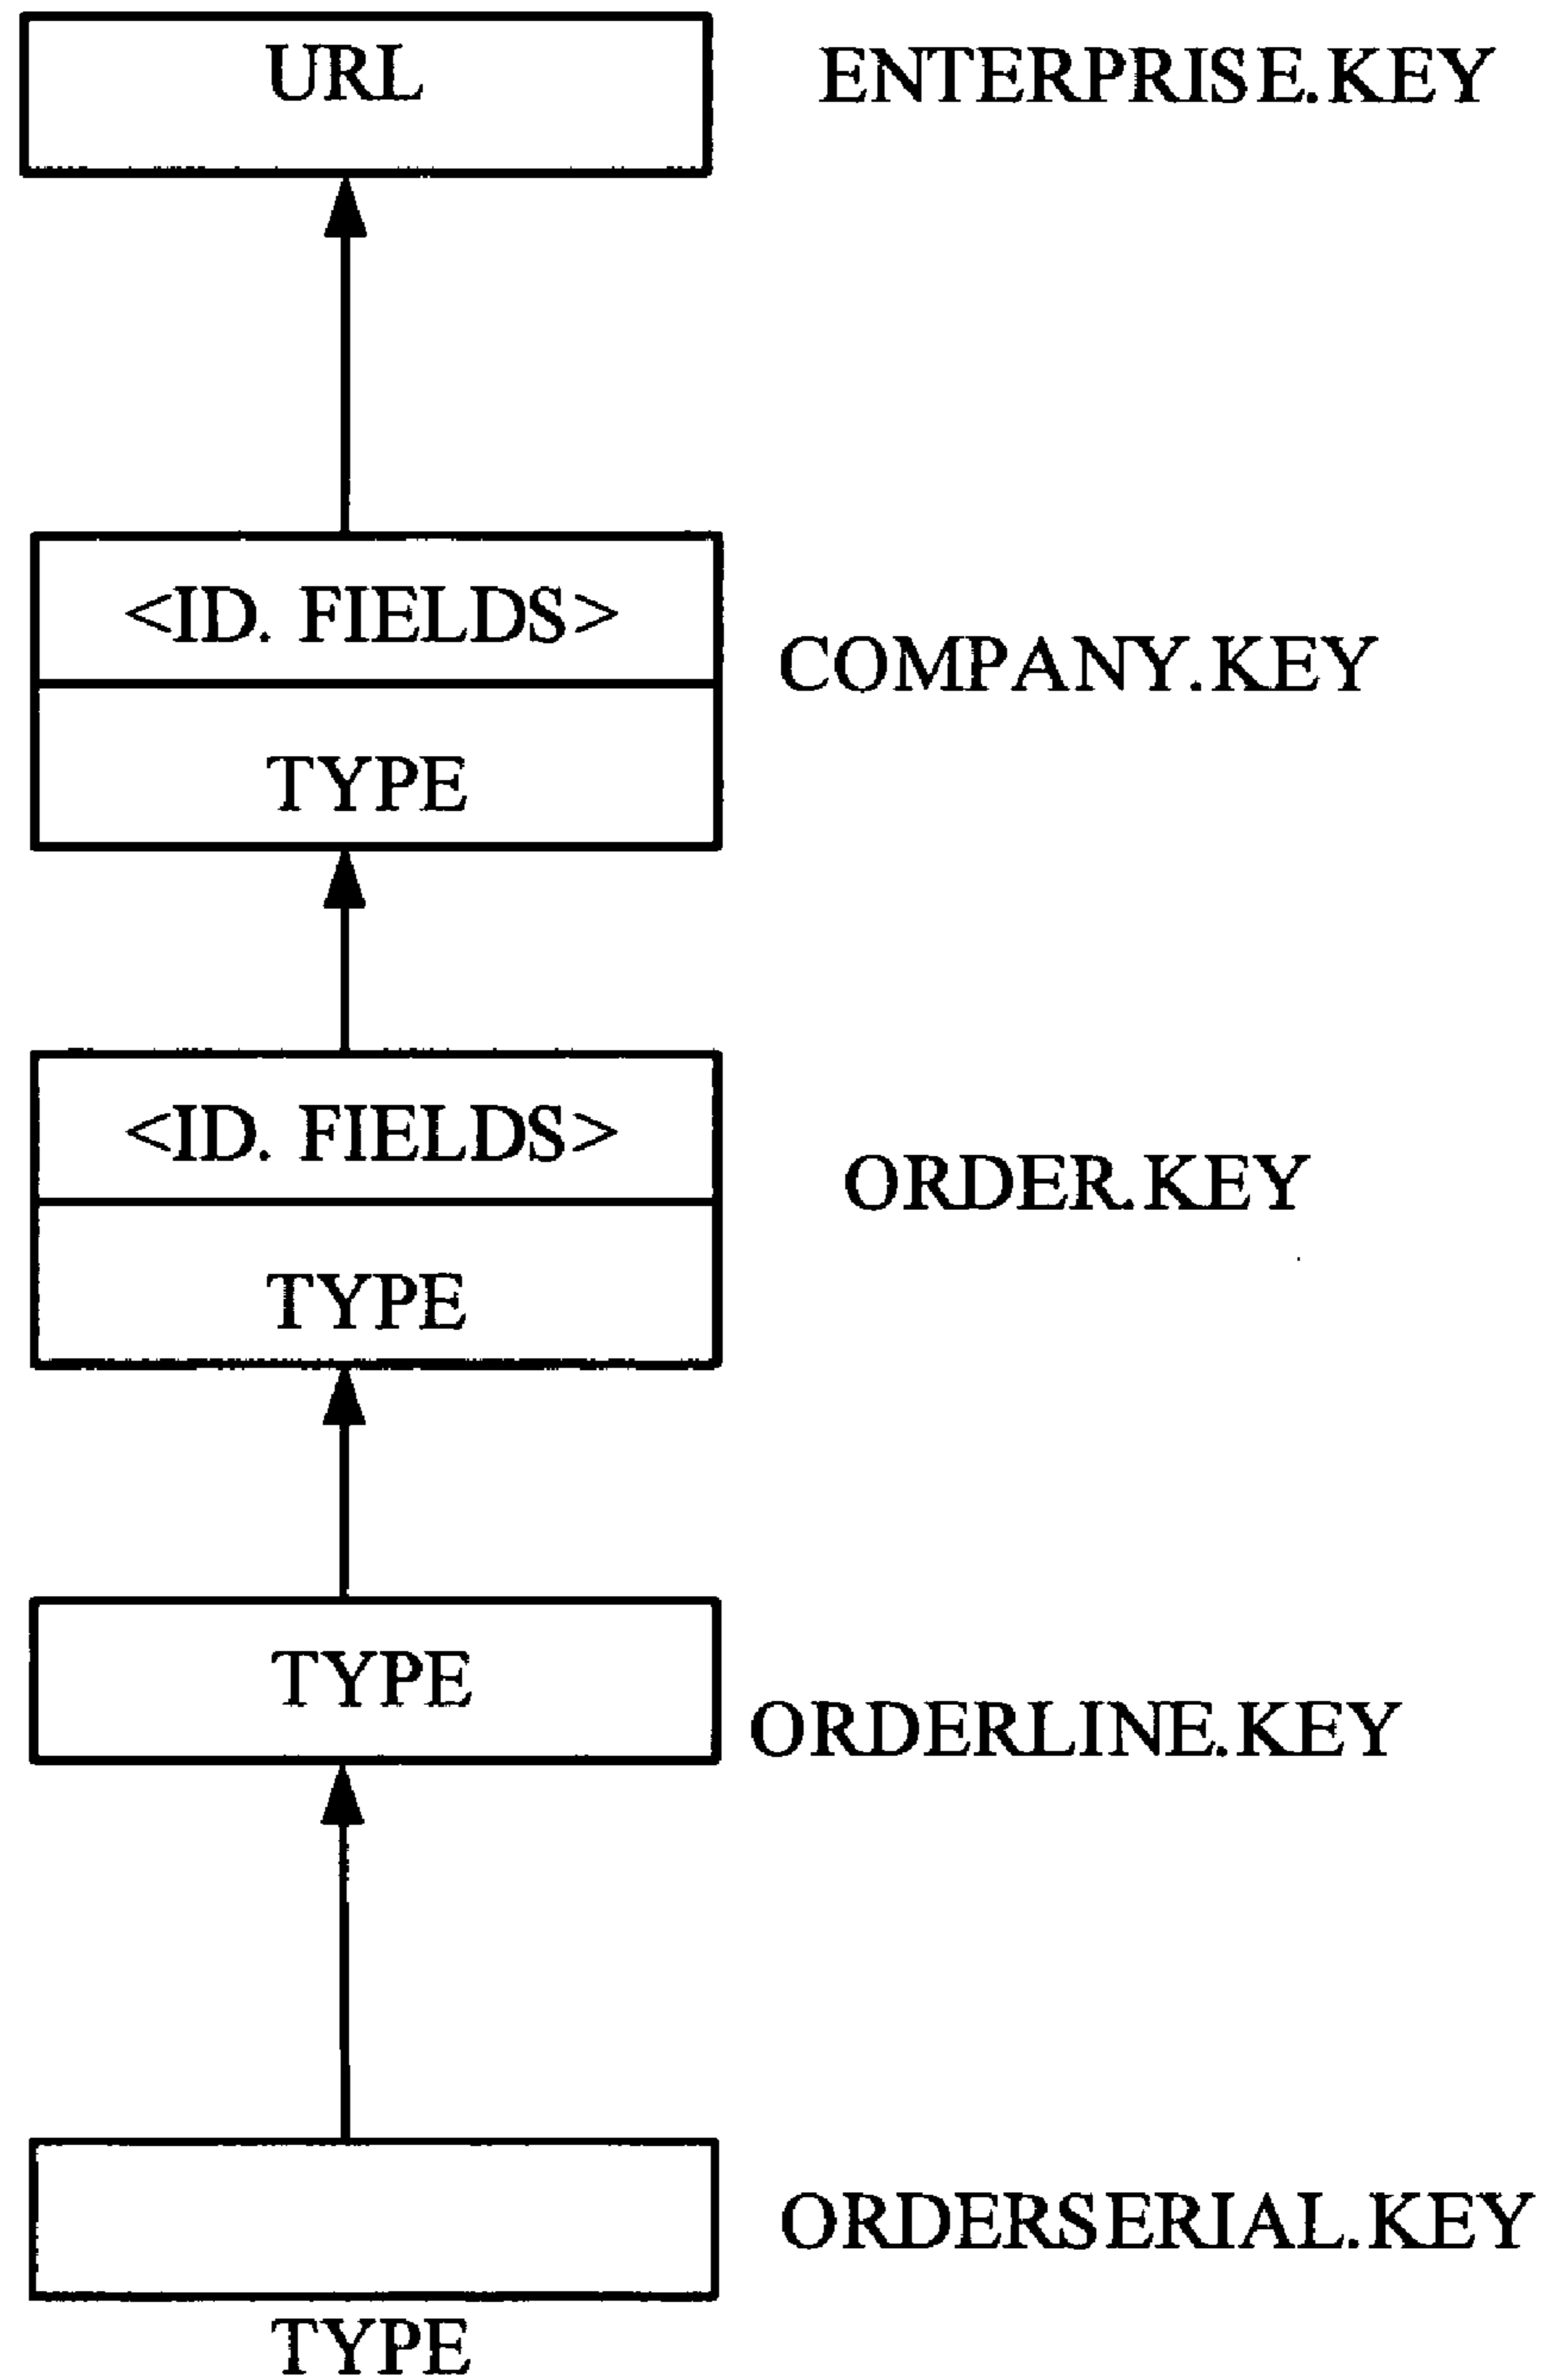 URL
ENTERPRISE.KEY
<ID. FIELDS>
COMPANY.KEY
TYPE
<ID. FIELDS>
ORDER.KEY
TYPE
TYPE
ORDERLINE.KEY
ORDERSERIAL.KEY
TYPE